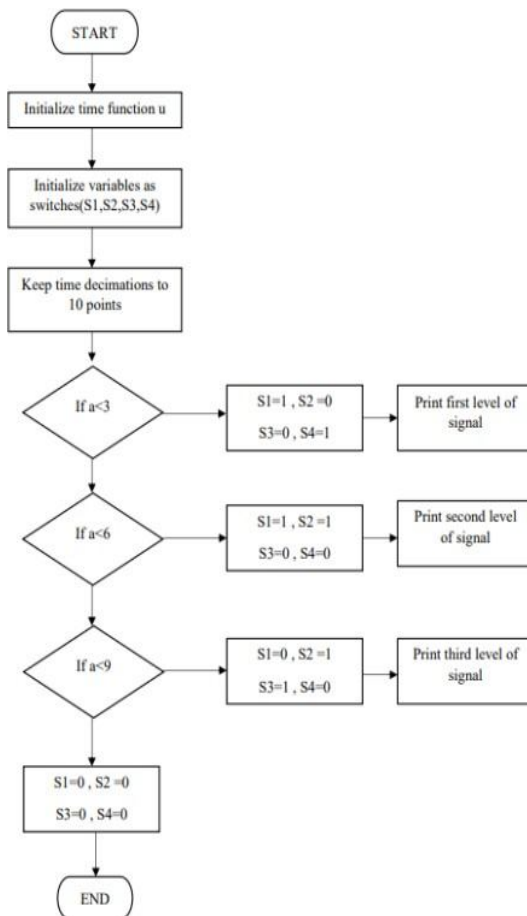 START
Initialize time function u
Initialize variables as
switches(S1,S2,S3,S4)
Keep time decimations to
10 points
If a<3
S1=1 , S2 =0
S3=0 , S4=1
Print first level of
signal
If a<6
S1=1 , S2 =1
S3=0 , S4=0
Print second level
of signal
If a<9
S1=0 , S2 =1
S3=1 , S4=0
Print third level of
signal
S1=0 , S2 =0
S3=0 , S4=0
END